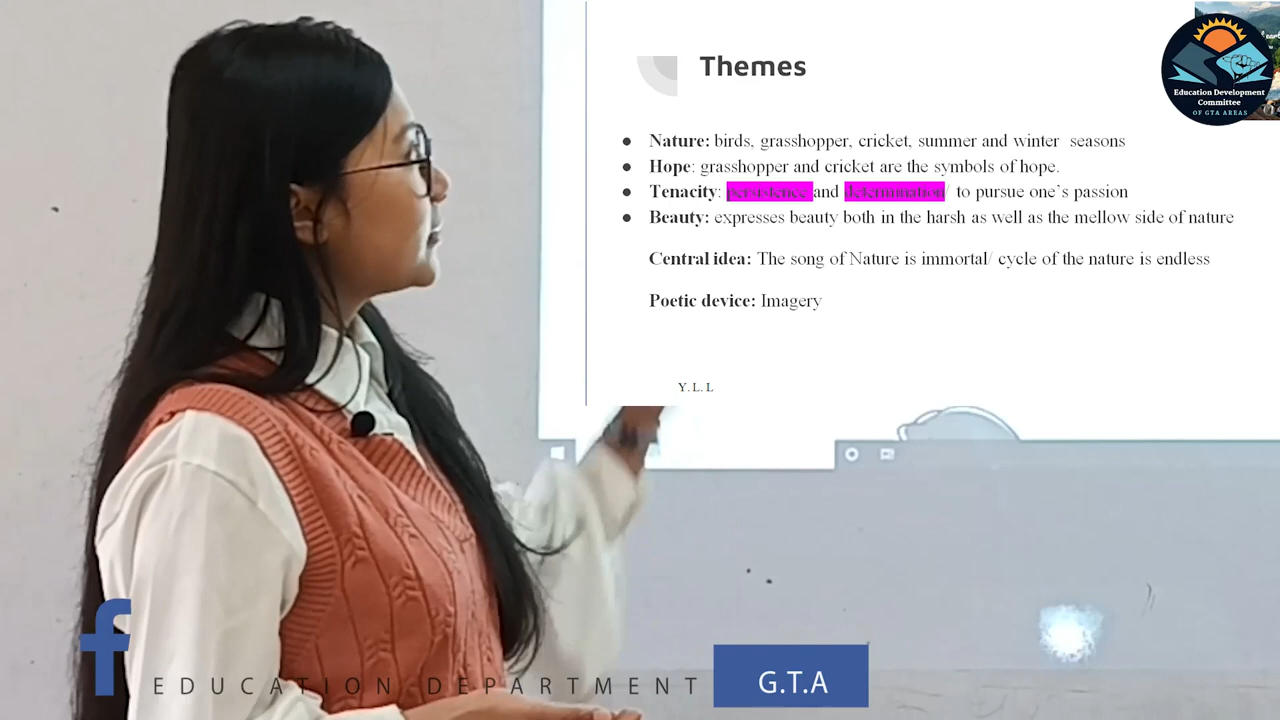 Themes
● Nature: birds, grasshopper, cricket, summer and winter seasons
● Hope: grasshopper and cricket are the symbols of hope.
● Tenacity: persistence and determination/ to pursue one's passion
● Beauty: expresses beauty both in the harsh as well as the mellow side of nature
Central idea: The song of Nature is immortal/ cycle of the nature is endless
Poetic device: Imagery
Y. L. L
Education Development
Committee
OF GTA AREAS
f EDUCATION DEPARTMENT G.T.A